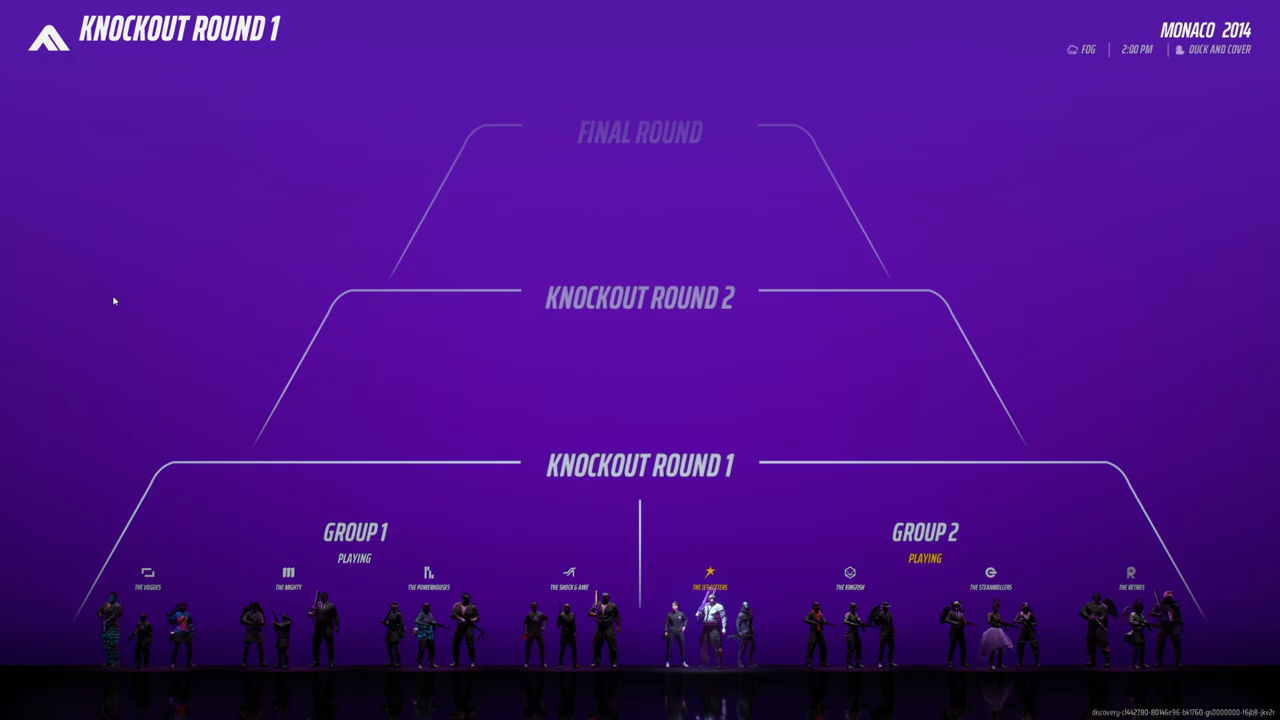 KNOCKOUT ROUND 1
MONACO 2014
FOG
2:00 PM
DUCK AND COVER
FINAL ROUND
KNOCKOUT ROUND 2
KNOCKOUT ROUND 1
GROUP 1
GROUP 2
PLAYING
PLAYING
THE VOGUES
THE MIGHTY
THE POWERHOUSES
THE SHOCK & AWE
THE JETSETTERS
THE KINGFISH
THE STEAMROLLERS
THE RETROS